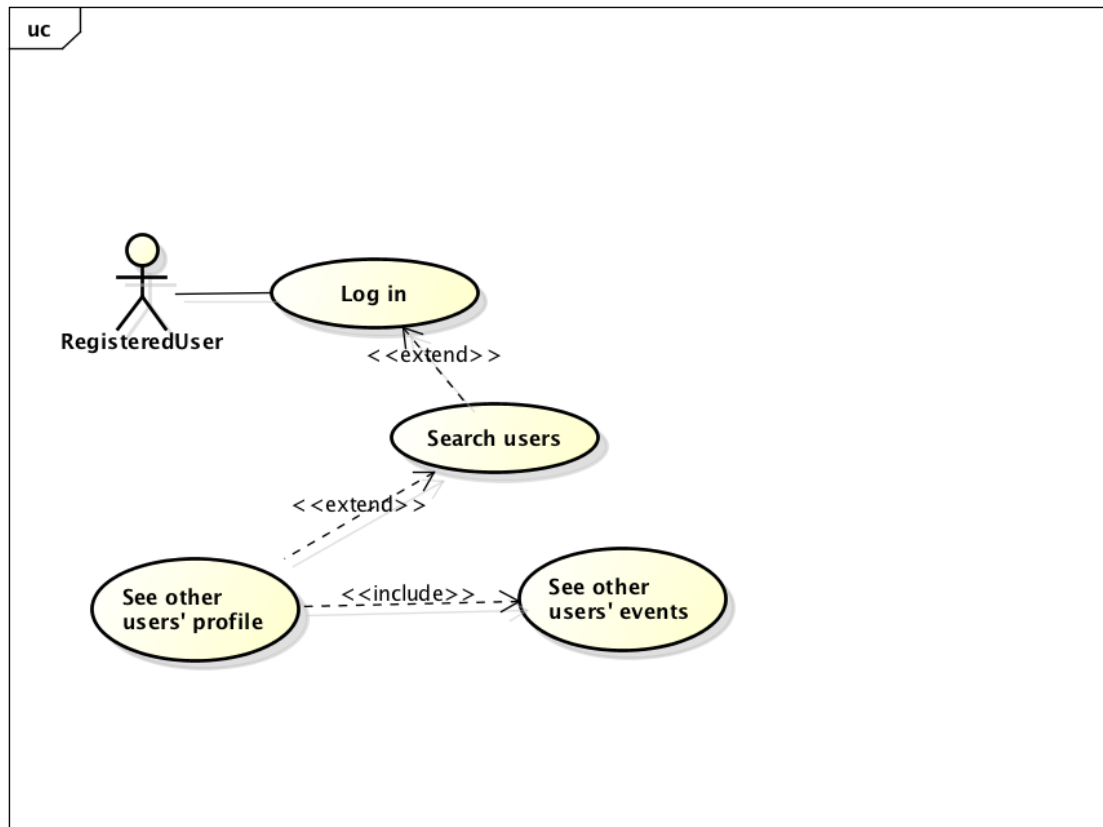 uc
Log in
RegisteredUser
<<extend>>
Search users
<<extend>>
See other
users' profile
<<include>>
See other
users' events